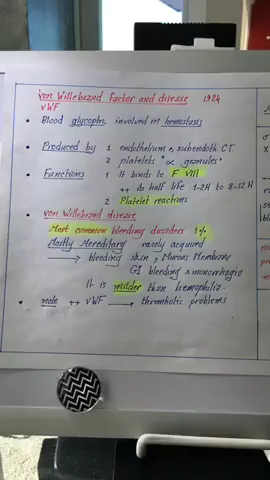 von Willebrand Factor and disease 1924
vWF
• Blood glycoptn involved in hemostasis
• Produced by 1 endothelium & subendoth CT
2 platelets "α granules"
• Functions 1 It binds to F VIII
++ its half life 1-2H to 8-12H
2 Platelet reactions
• von Willebrand disease
Most common bleeding disorders 1%
Mostly Hereditary rarely acquired
→ bleeding skin, Mucous Membrane
GI bleeding & menorrhagia
It is milder than hemophilia.
• note ++ vWF → thrombotic problems